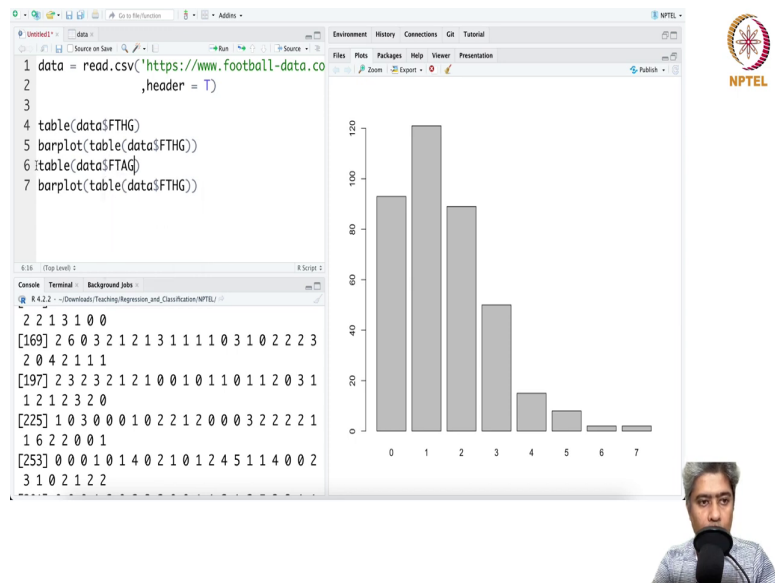 Go to file/function
Addins
NPTEL
Untitled1*
data
Source on Save
Run
Source
1 data = read.csv('https://www.football-data.co
2 ,header = T)
3
4 table(data$FTHG)
5 barplot(table(data$FTHG))
6 table(data$FTAG)
7 barplot(table(data$FTHG))
6:16 (Top Level) R Script
Console Terminal Background Jobs
R 4.2.2 · ~/Downloads/Teaching/Regression_and_Classification/NPTEL/
2 2 1 3 1 0 0
[169] 2 6 0 3 2 1 2 1 3 1 1 1 1 0 3 1 0 2 2 2 3
2 0 4 2 1 1 1
[197] 2 3 2 3 2 1 2 1 0 0 1 0 1 1 0 1 1 2 0 3 1
1 2 1 2 3 2 0
[225] 1 0 3 0 0 0 1 0 2 2 1 2 0 0 0 3 2 2 2 2 1
1 6 2 2 0 0 1
[253] 0 0 0 1 0 1 4 0 2 1 0 1 2 4 5 1 1 4 0 0 2
3 1 0 2 1 2 2
Environment History Connections Git Tutorial
Files Plots Packages Help Viewer Presentation
Zoom Export Publish
120
100
80
60
40
20
0
0 1 2 3 4 5 6 7
NPTEL